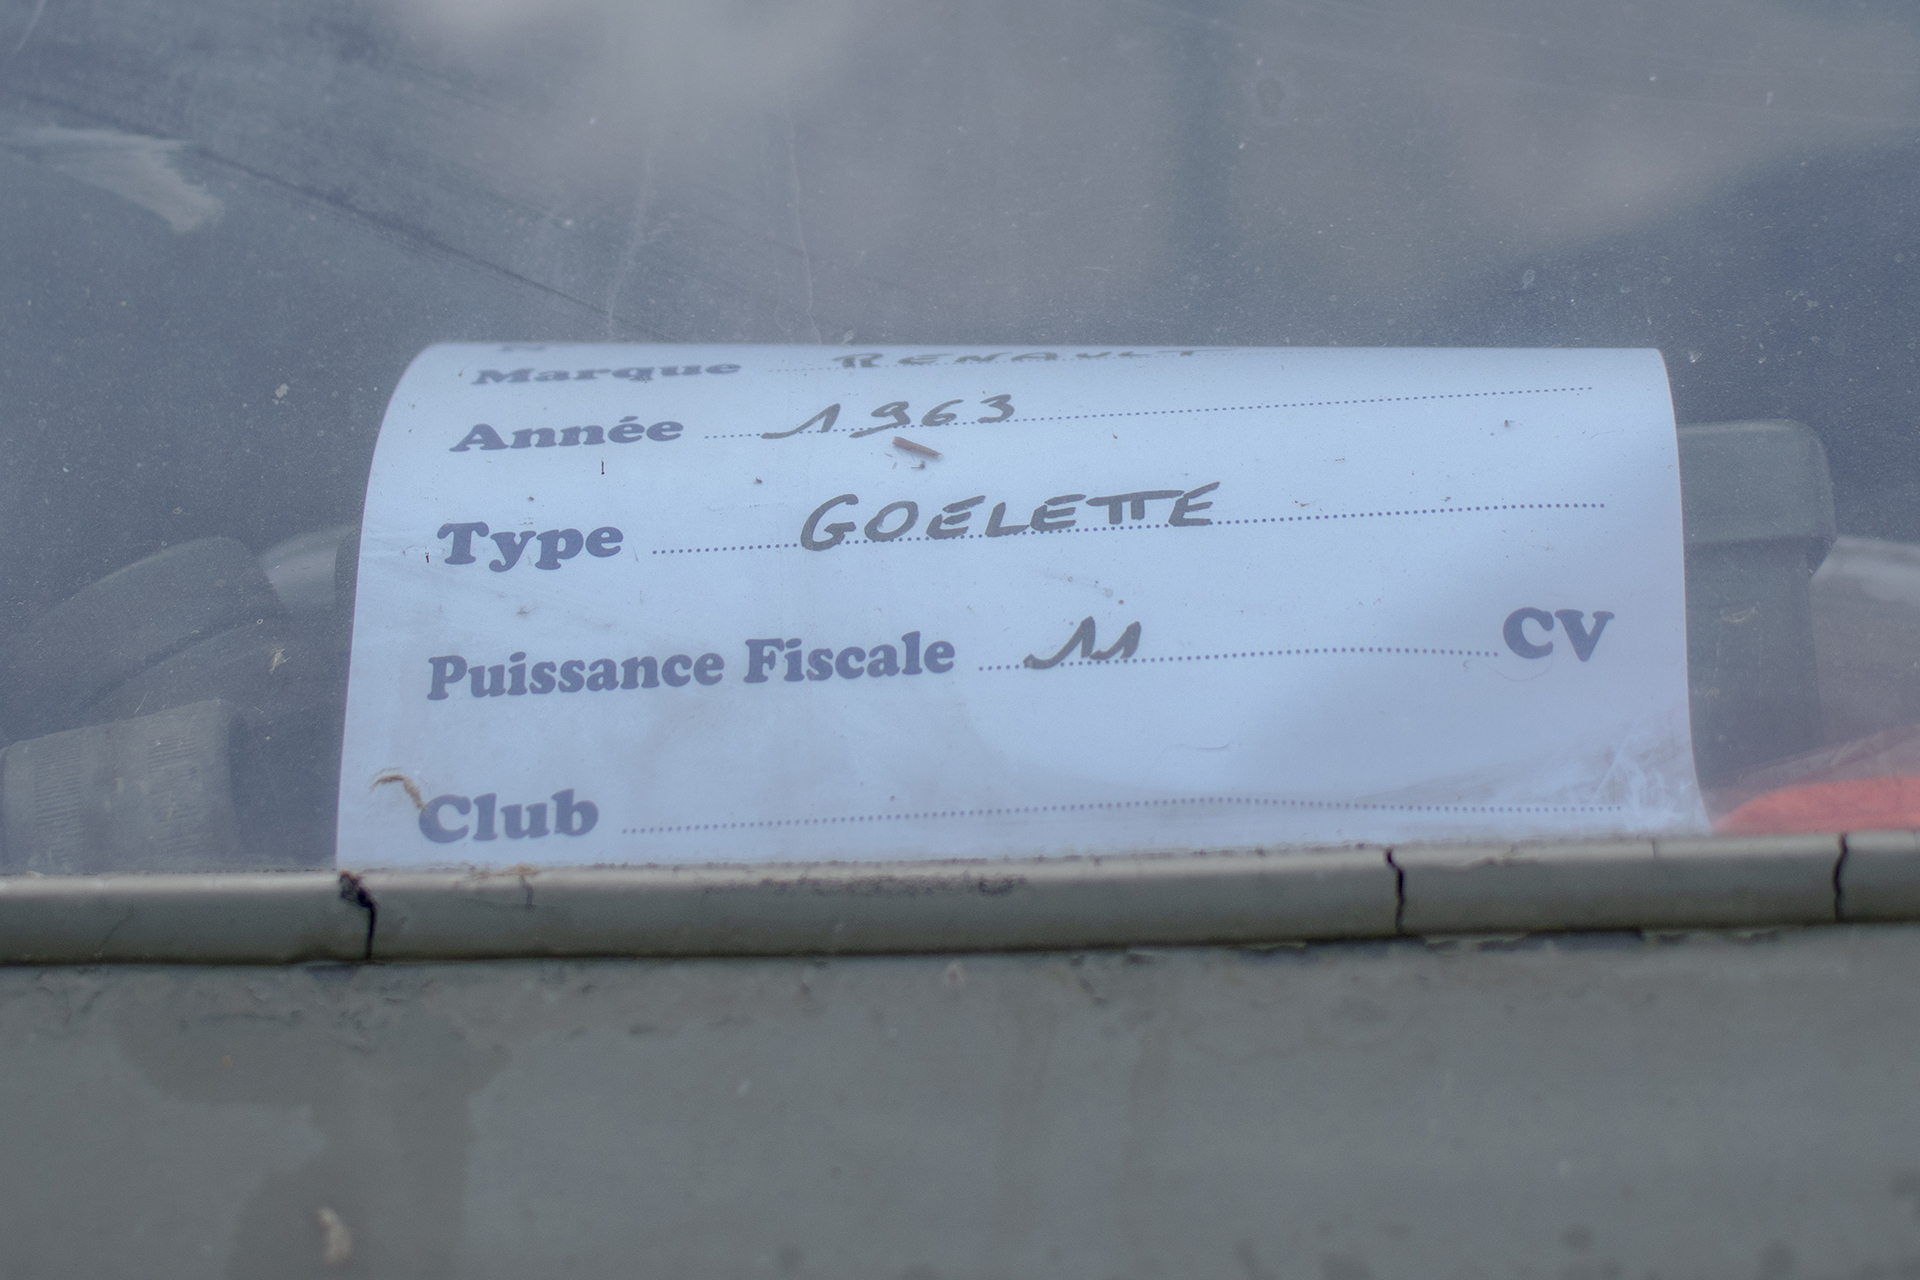 Marque RENAULT
Année 1963
Type GOELETTE
Puissance Fiscale 11 CV
Club